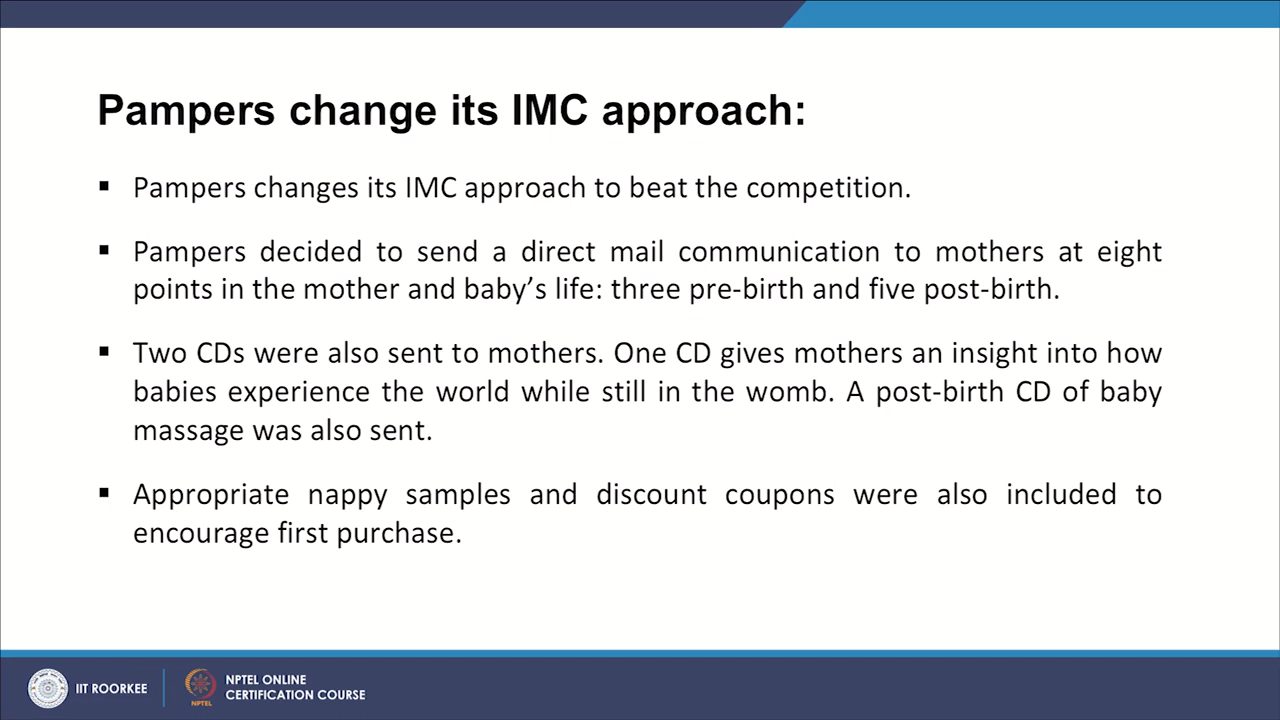 Pampers change its IMC approach:
▪ Pampers changes its IMC approach to beat the competition.
▪ Pampers decided to send a direct mail communication to mothers at eight
points in the mother and baby’s life: three pre-birth and five post-birth.
▪ Two CDs were also sent to mothers. One CD gives mothers an insight into how
babies experience the world while still in the womb. A post-birth CD of baby
massage was also sent.
▪ Appropriate nappy samples and discount coupons were also included to
encourage first purchase.
IIT ROORKEE
NPTEL
NPTEL ONLINE
CERTIFICATION COURSE